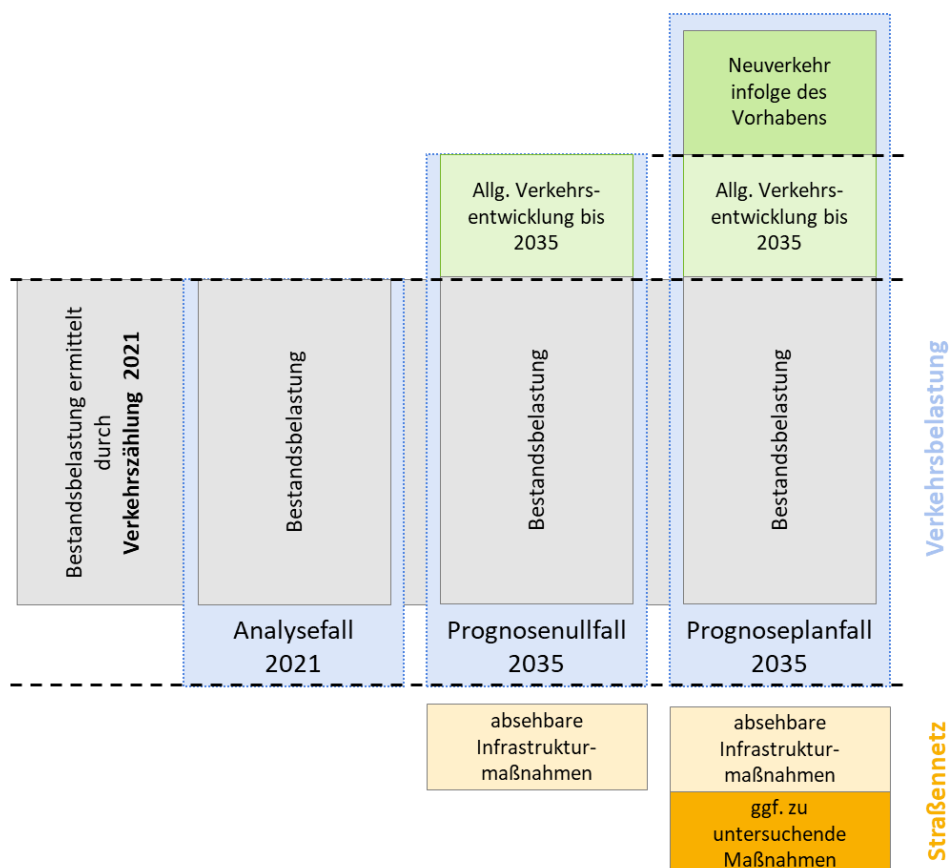 Neuverkehr
infolge des
Vorhabens
Allg. Verkehrs-
entwicklung bis
2035
Allg. Verkehrs-
entwicklung bis
2035
Bestandsbelastung ermittelt
durch
Verkehrszählung 2021
Bestandsbelastung
Bestandsbelastung
Bestandsbelastung
Verkehrsbelastung
Analysefall
2021
Prognosenullfall
2035
Prognoseplanfall
2035
absehbare
Infrastruktur-
maßnahmen
absehbare
Infrastruktur-
maßnahmen
ggf. zu
untersuchende
Maßnahmen
Straßennetz